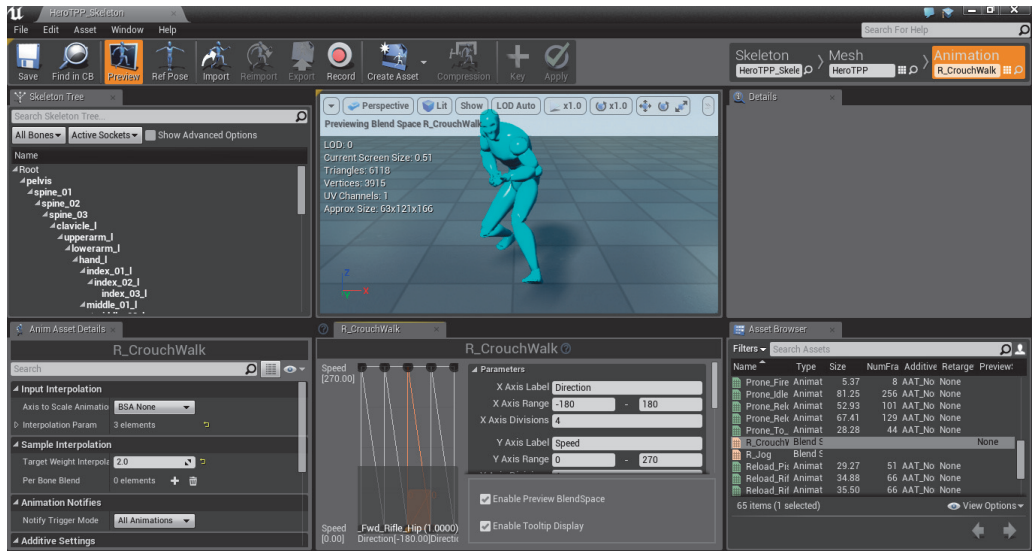 HeroTPP_Skeleton
File Edit Asset Window Help
Search For Help
Save Find in CB Preview Ref Pose Import Reimport Export Record Create Asset Compression Key Apply
Skeleton Mesh Animation
HeroTPP_Skele HeroTPP R_CrouchWalk
Skeleton Tree
Search Skeleton Tree...
All Bones Active Sockets Show Advanced Options
Name
Root
pelvis
spine_01
spine_02
spine_03
clavicle_l
upperarm_l
lowerarm_l
hand_l
index_01_l
index_02_l
index_03_l
middle_01_l
Perspective Lit Show LOD Auto x1.0 x1.0
Previewing Blend Space R_CrouchWalk
LOD: 0
Current Screen Size: 0.51
Triangles: 6118
Vertices: 3915
UV Channels: 1
Approx Size: 63x121x166
Z
X
Y
Details
Anim Asset Details
R_CrouchWalk
Search
Input Interpolation
Axis to Scale Animatio BSA None
Interpolation Param 3 elements
Sample Interpolation
Target Weight Interpola 2.0
Per Bone Blend 0 elements
Animation Notifies
Notify Trigger Mode All Animations
Additive Settings
R_CrouchWalk
R_CrouchWalk
Speed
[270.00]
Parameters
X Axis Label Direction
X Axis Range -180 - 180
X Axis Divisions 4
Y Axis Label Speed
Y Axis Range 0 - 270
Enable Preview BlendSpace
Enable Tooltip Display
Speed _Fwd_Rifle_Hip (1.0000)
[0.00] Direction[-180.00]Directi
Asset Browser
Filters Search Assets
Name Type Size NumFra Additive Retarge Preview:
Prone_Fire Animat 5.37 8 AAT_No None
Prone_Idle Animat 81.25 256 AAT_No None
Prone_Relc Animat 52.93 101 AAT_No None
Prone_Relc Animat 67.41 129 AAT_No None
Prone_To_ Animat 28.28 44 AAT_No None
R_CrouchV Blend S None
R_Jog Blend S
Reload_Pis Animat 29.27 51 AAT_No None
Reload_Rif Animat 34.88 66 AAT_No None
Reload_Rif Animat 35.50 66 AAT_No None
65 items (1 selected) View Options